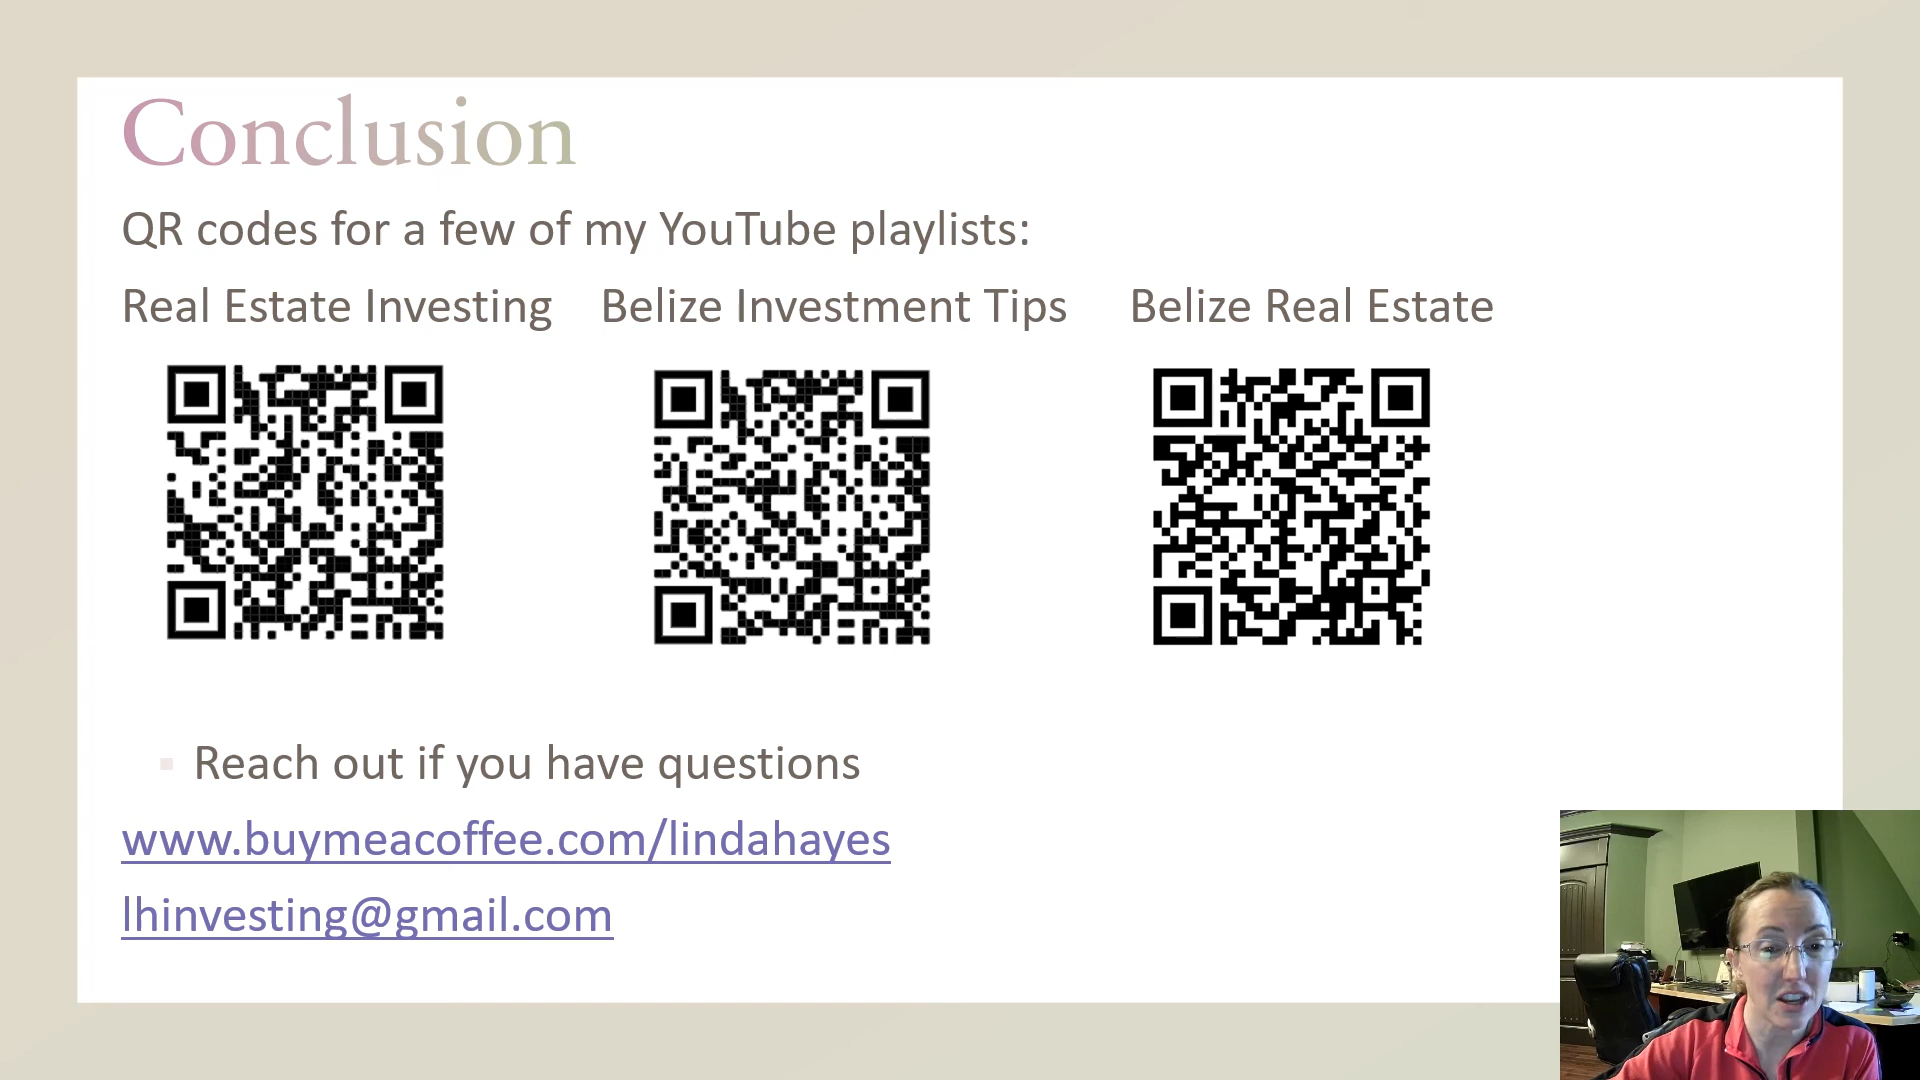 Conclusion
QR codes for a few of my YouTube playlists:
Real Estate Investing Belize Investment Tips Belize Real Estate
Reach out if you have questions
www.buymeacoffee.com/lindahayes
lhinvesting@gmail.com